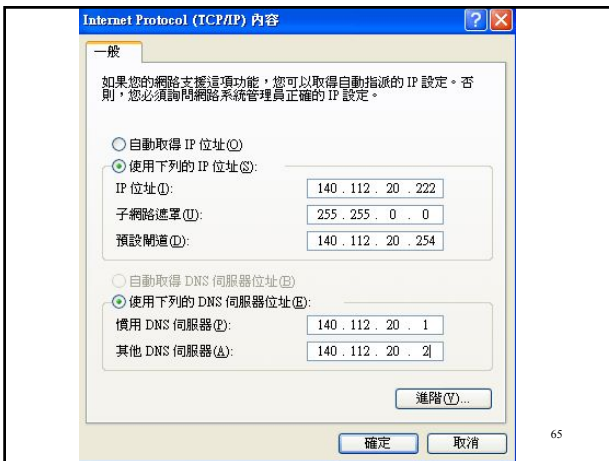 Internet Protocol (TCP/IP) 內容
一般
如果您的網路支援這項功能,您可以取得自動指派的 IP 設定。否
則,您必須詢問網路系統管理員正確的 IP 設定。
自動取得 IP 位址(O)
使用下列的 IP 位址(S):
IP 位址(I): 140 . 112 . 20 . 222
子網路遮罩(U): 255 . 255 . 0 . 0
預設閘道(D): 140 . 112 . 20 . 254
自動取得 DNS 伺服器位址(B)
使用下列的 DNS 伺服器位址(E):
慣用 DNS 伺服器(P): 140 . 112 . 20 . 1
其他 DNS 伺服器(A): 140 . 112 . 20 . 2
進階(V)...
確定 取消
65